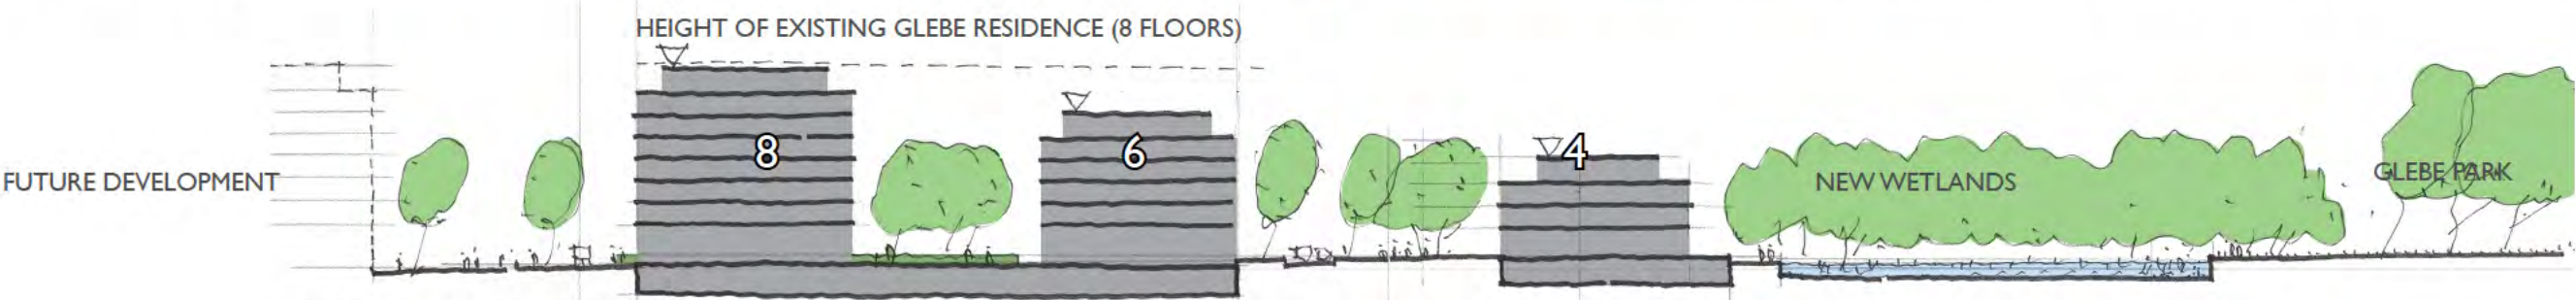 HEIGHT OF EXISTING GLEBE RESIDENCE (8 FLOORS)
8
6
4
FUTURE DEVELOPMENT
NEW WETLANDS
GLEBE PARK